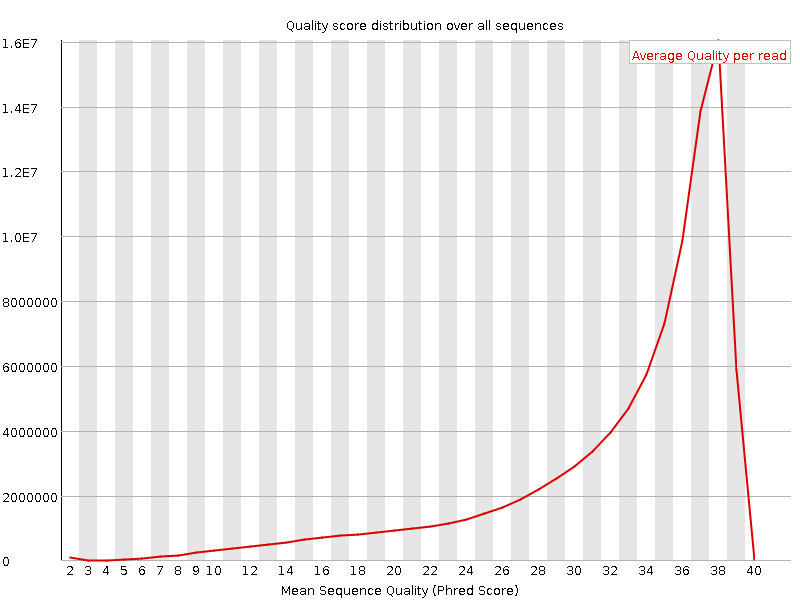 Quality score distribution over all sequences
1.6E7
Average Quality per read
1.4E7
1.2E7
1.0E7
8000000
6000000
4000000
2000000
0
2 3 4 5 6 7 8 9 10 12 14 16 18 20 22 24 26 28 30 32 34 36 38 40
Mean Sequence Quality (Phred Score)